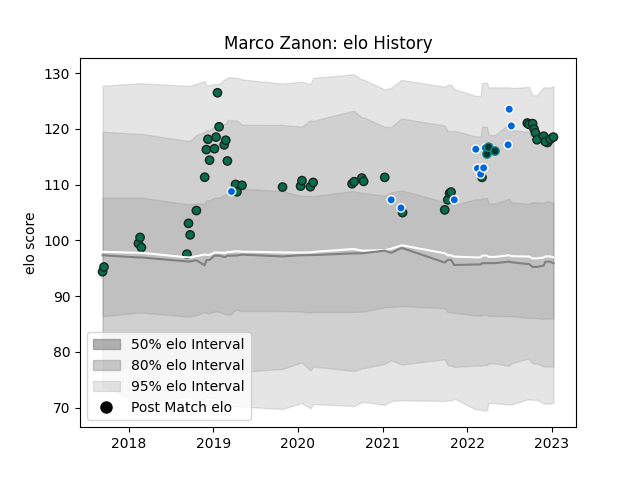 Marco Zanon: elo History
elo score
130
120
110
100
90
80
70
50% elo Interval
80% elo Interval
95% elo Interval
Post Match elo
2018
2019
2020
2021
2022
2023